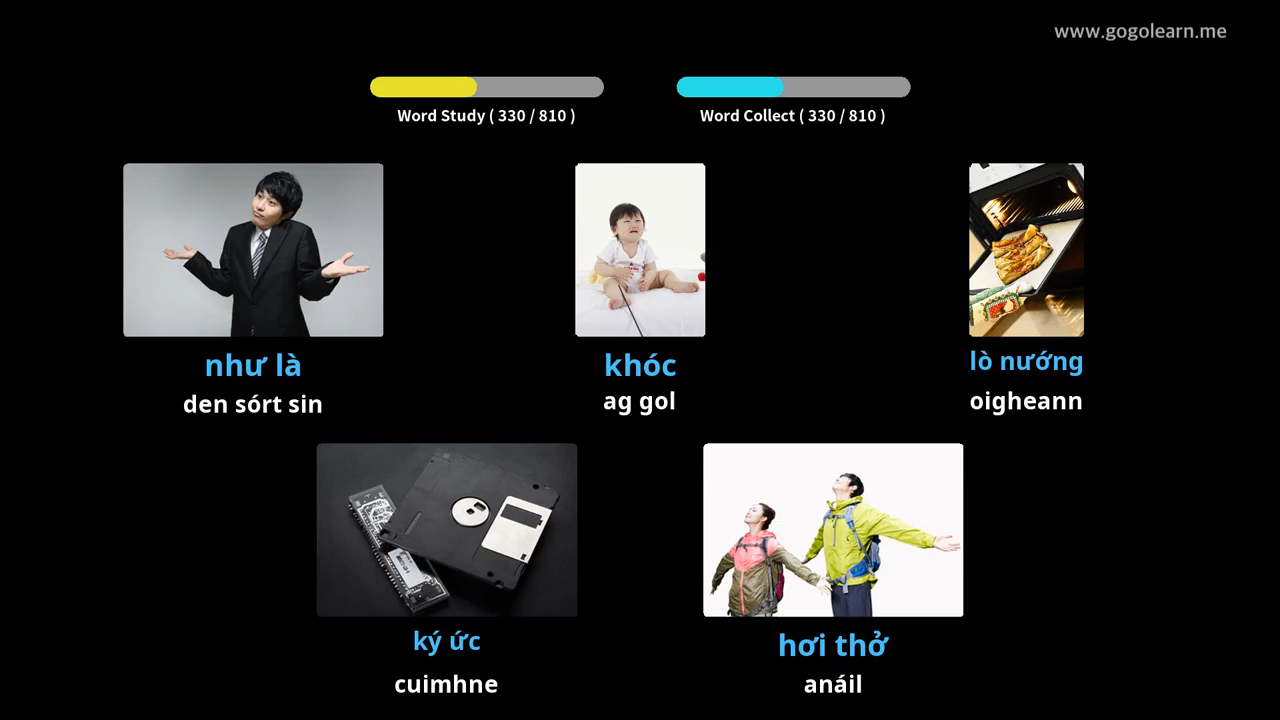 www.gogolearn.me
Word Study ( 330 / 810 )
Word Collect ( 330 / 810 )
như là
den sórt sin
khóc
ag gol
lò nướng
oigheann
ký ức
cuimhne
hơi thở
anáil